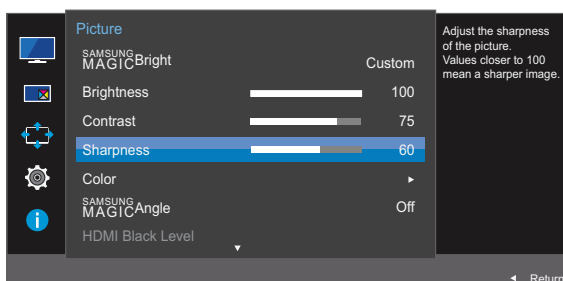 Picture
SAMSUNG
MAGICBright Custom
Brightness 100
Contrast 75
Sharpness 60
Color
SAMSUNG
MAGICAngle Off
HDMI Black Level
Adjust the sharpness
of the picture.
Values closer to 100
mean a sharper image.
Return